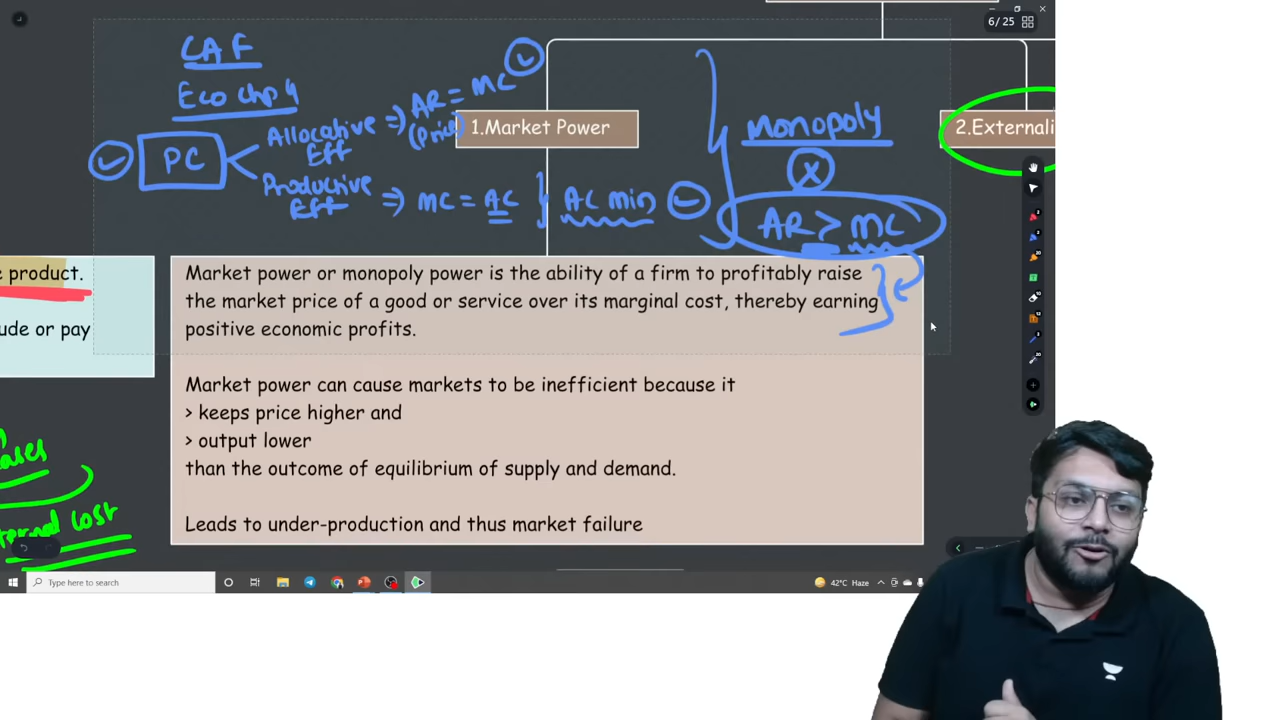 6/25
CAF
Eco chp 4
PC
Allocative Eff ⇒ AR = MC
(Price)
Productive Eff ⇒ MC = AC } AC min
1.Market Power
monopoly
AR > MC
2.Externali
e product.
ude or pay
Market power or monopoly power is the ability of a firm to profitably raise
the market price of a good or service over its marginal cost, thereby earning
positive economic profits.
Market power can cause markets to be inefficient because it
> keeps price higher and
> output lower
than the outcome of equilibrium of supply and demand.
Leads to under-production and thus market failure
ternal cost
Type here to search
42°C Haze